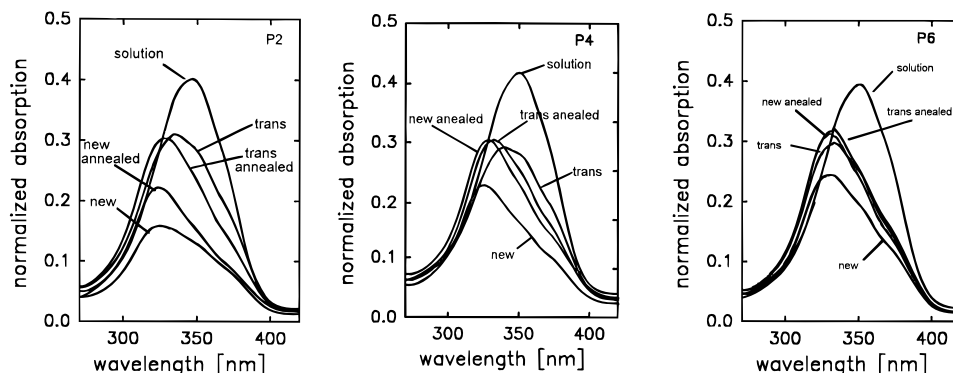 P2
0.5
0.4
0.3
0.2
0.1
0.0
normalized absorption
solution
trans
trans
annealed
new
annealed
new
300
350
400
wavelength [nm]
P4
0.5
0.4
0.3
0.2
0.1
0.0
normalized absorption
solution
new anealed
trans anealed
trans
new
300
350
400
wavelength [nm]
P6
0.5
0.4
0.3
0.2
0.1
0.0
normalized absorption
solution
new anealed
trans anealed
trans
new
300
350
400
wavelength [nm]